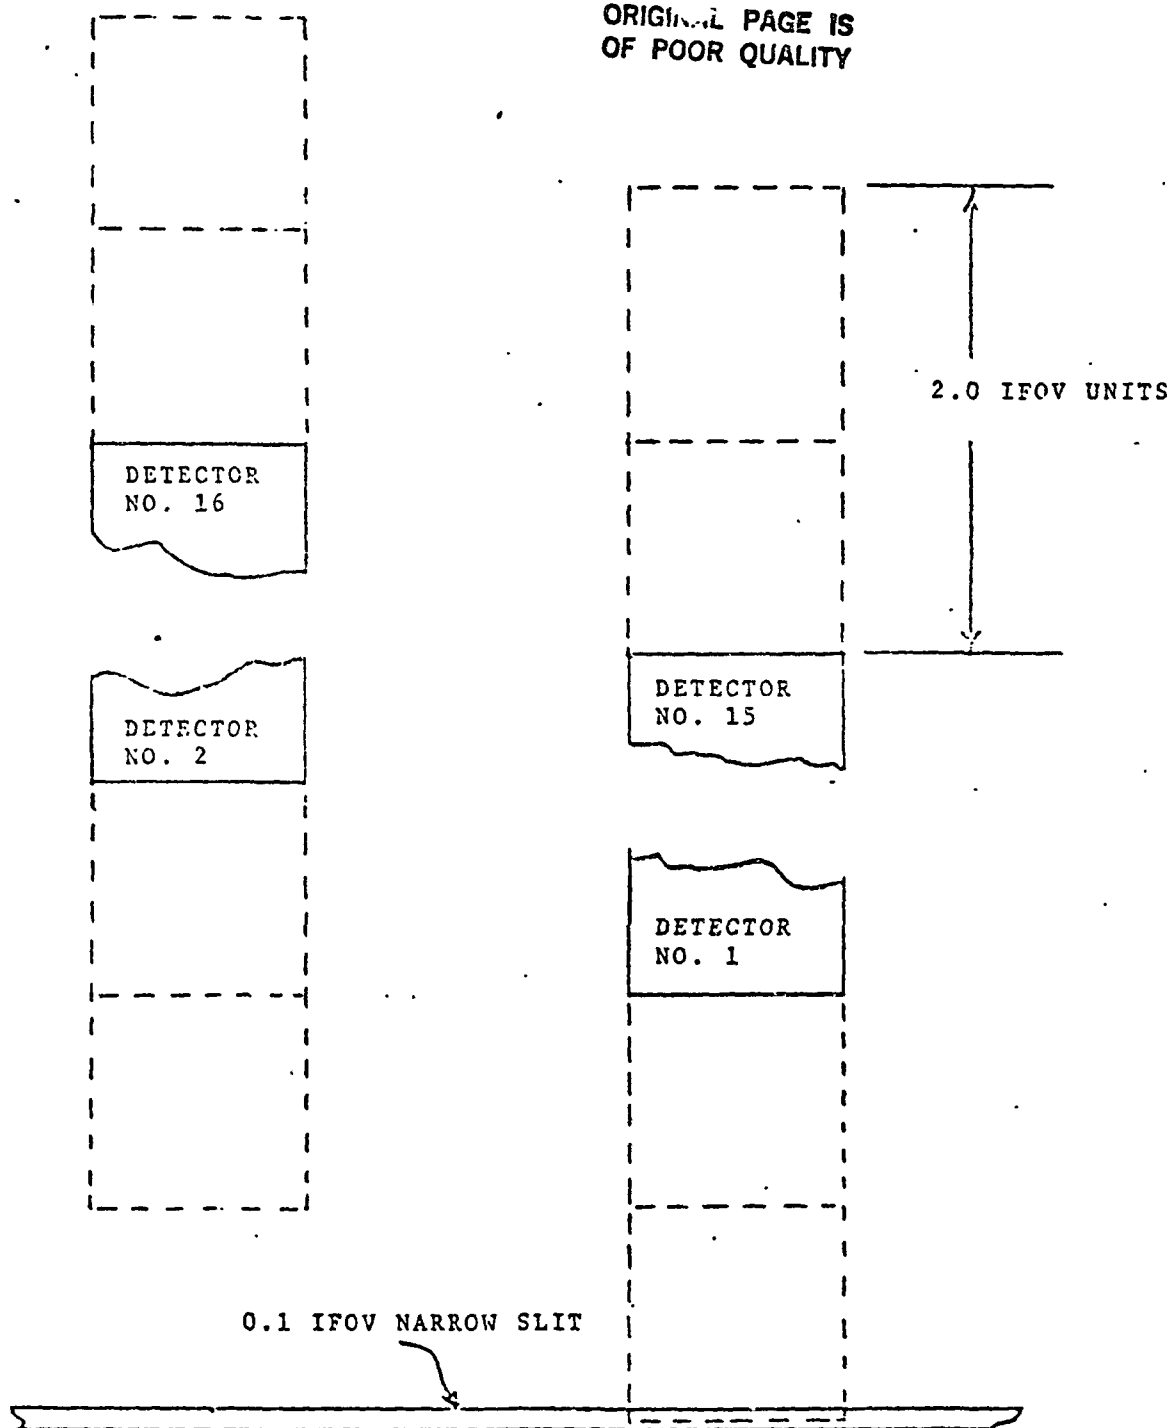 ORIGINAL PAGE IS
OF POOR QUALITY
2.0 IFOV UNITS
DETECTOR
NO. 16
DETECTOR
NO. 15
DETECTOR
NO. 2
DETECTOR
NO. 1
0.1 IFOV NARROW SLIT